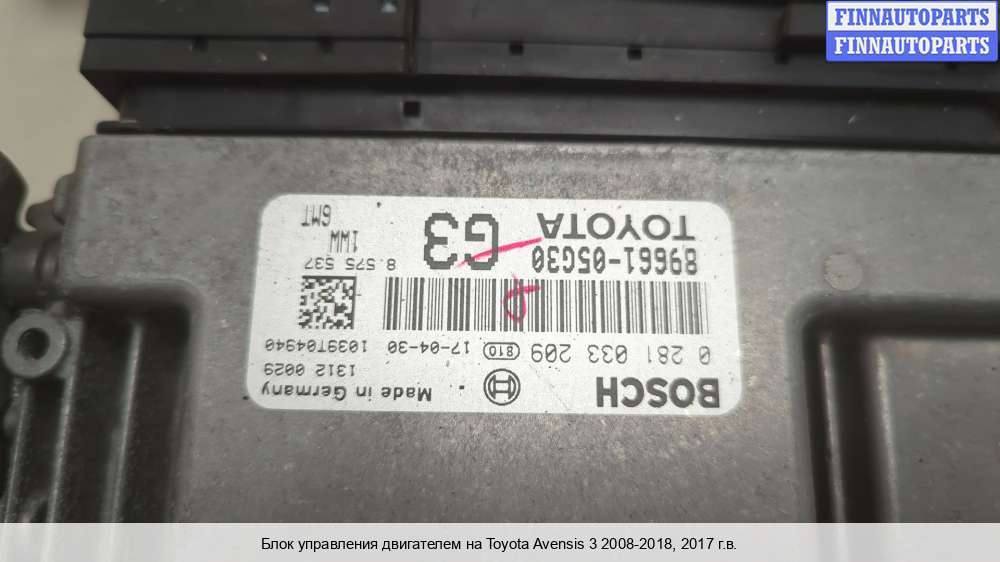 FINNAUTOPARTS
FINNAUTOPARTS
BOSCH
Made in Germany
1312 0029
0 281 033 209
810
17-04-30
1039T04940
89661-05G30
8.575 537
TOYOTA
G3
1WW
6MT
Блок управления двигателем на Toyota Avensis 3 2008-2018, 2017 г.в.